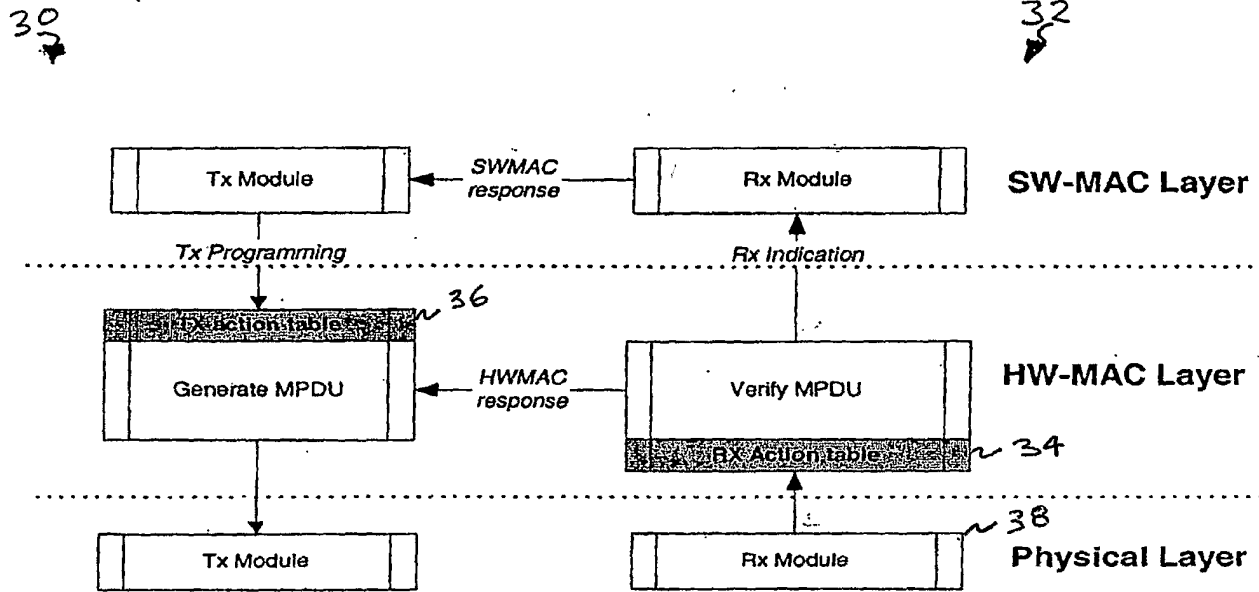 30
32
SWMAC
response
Tx Module
Rx Module
SW-MAC Layer
Tx Programming
Rx Indication
TX action table
36
Generate MPDU
HWMAC
response
Verify MPDU
HW-MAC Layer
RX Action table
34
38
Tx Module
Rx Module
Physical Layer